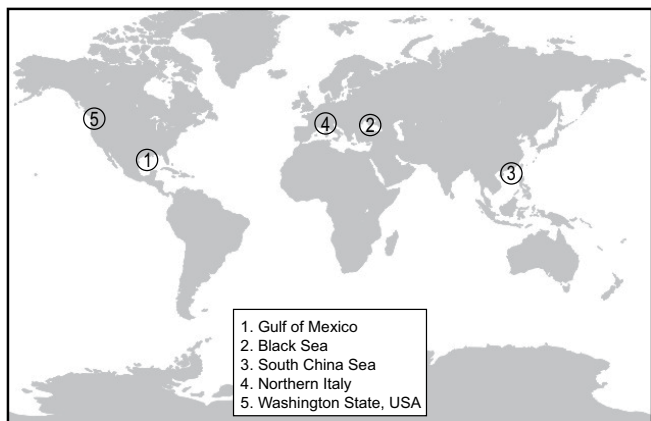 5
4
2
1
3
1. Gulf of Mexico
2. Black Sea
3. South China Sea
4. Northern Italy
5. Washington State, USA